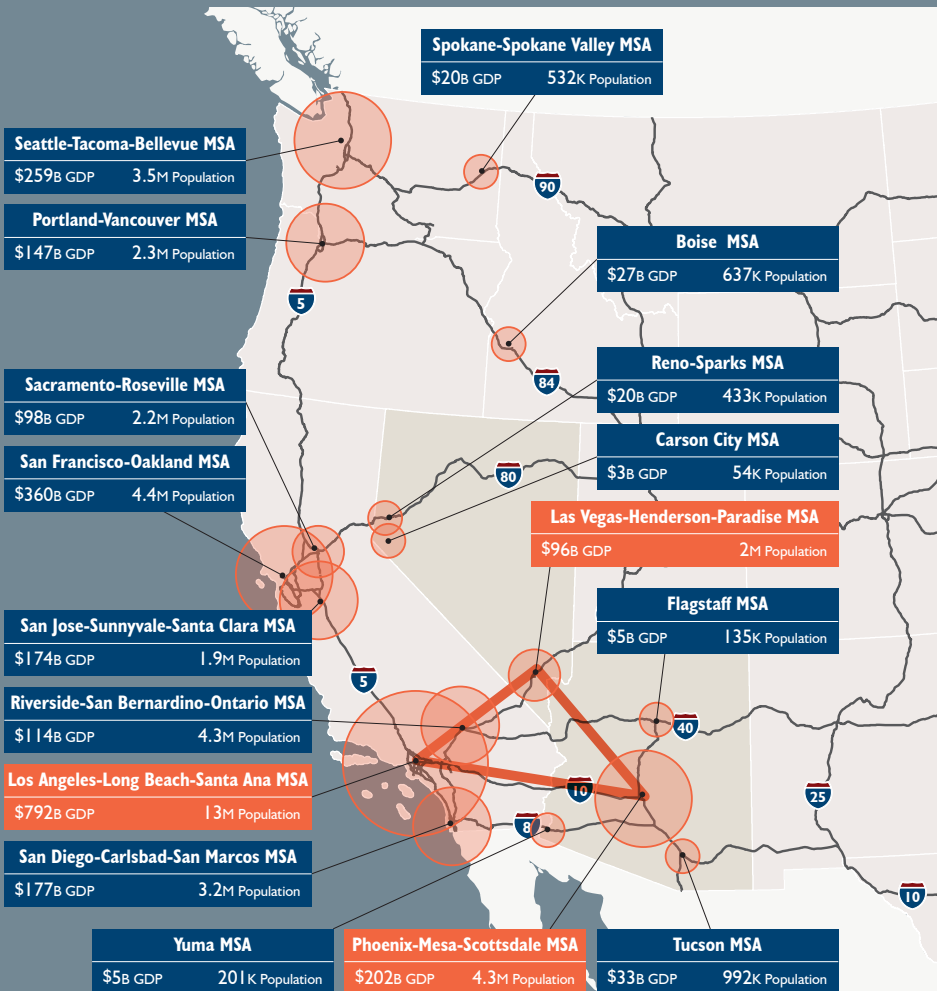 Spokane-Spokane Valley MSA
$20B GDP 532K Population
Seattle-Tacoma-Bellevue MSA
$259B GDP 3.5M Population
90
Portland-Vancouver MSA
$147B GDP 2.3M Population
Boise MSA
$27B GDP 637K Population
5
Reno-Sparks MSA
$20B GDP 433K Population
84
Sacramento-Roseville MSA
$98B GDP 2.2M Population
Carson City MSA
$3B GDP 54K Population
San Francisco-Oakland MSA
$360B GDP 4.4M Population
80
Las Vegas-Henderson-Paradise MSA
$96B GDP 2M Population
Flagstaff MSA
$5B GDP 135K Population
San Jose-Sunnyvale-Santa Clara MSA
$174B GDP 1.9M Population
5
Riverside-San Bernardino-Ontario MSA
$114B GDP 4.3M Population
40
Los Angeles-Long Beach-Santa Ana MSA
$792B GDP 13M Population
10
25
8
San Diego-Carlsbad-San Marcos MSA
$177B GDP 3.2M Population
10
Yuma MSA
$5B GDP 201K Population
Phoenix-Mesa-Scottsdale MSA
$202B GDP 4.3M Population
Tucson MSA
$33B GDP 992K Population